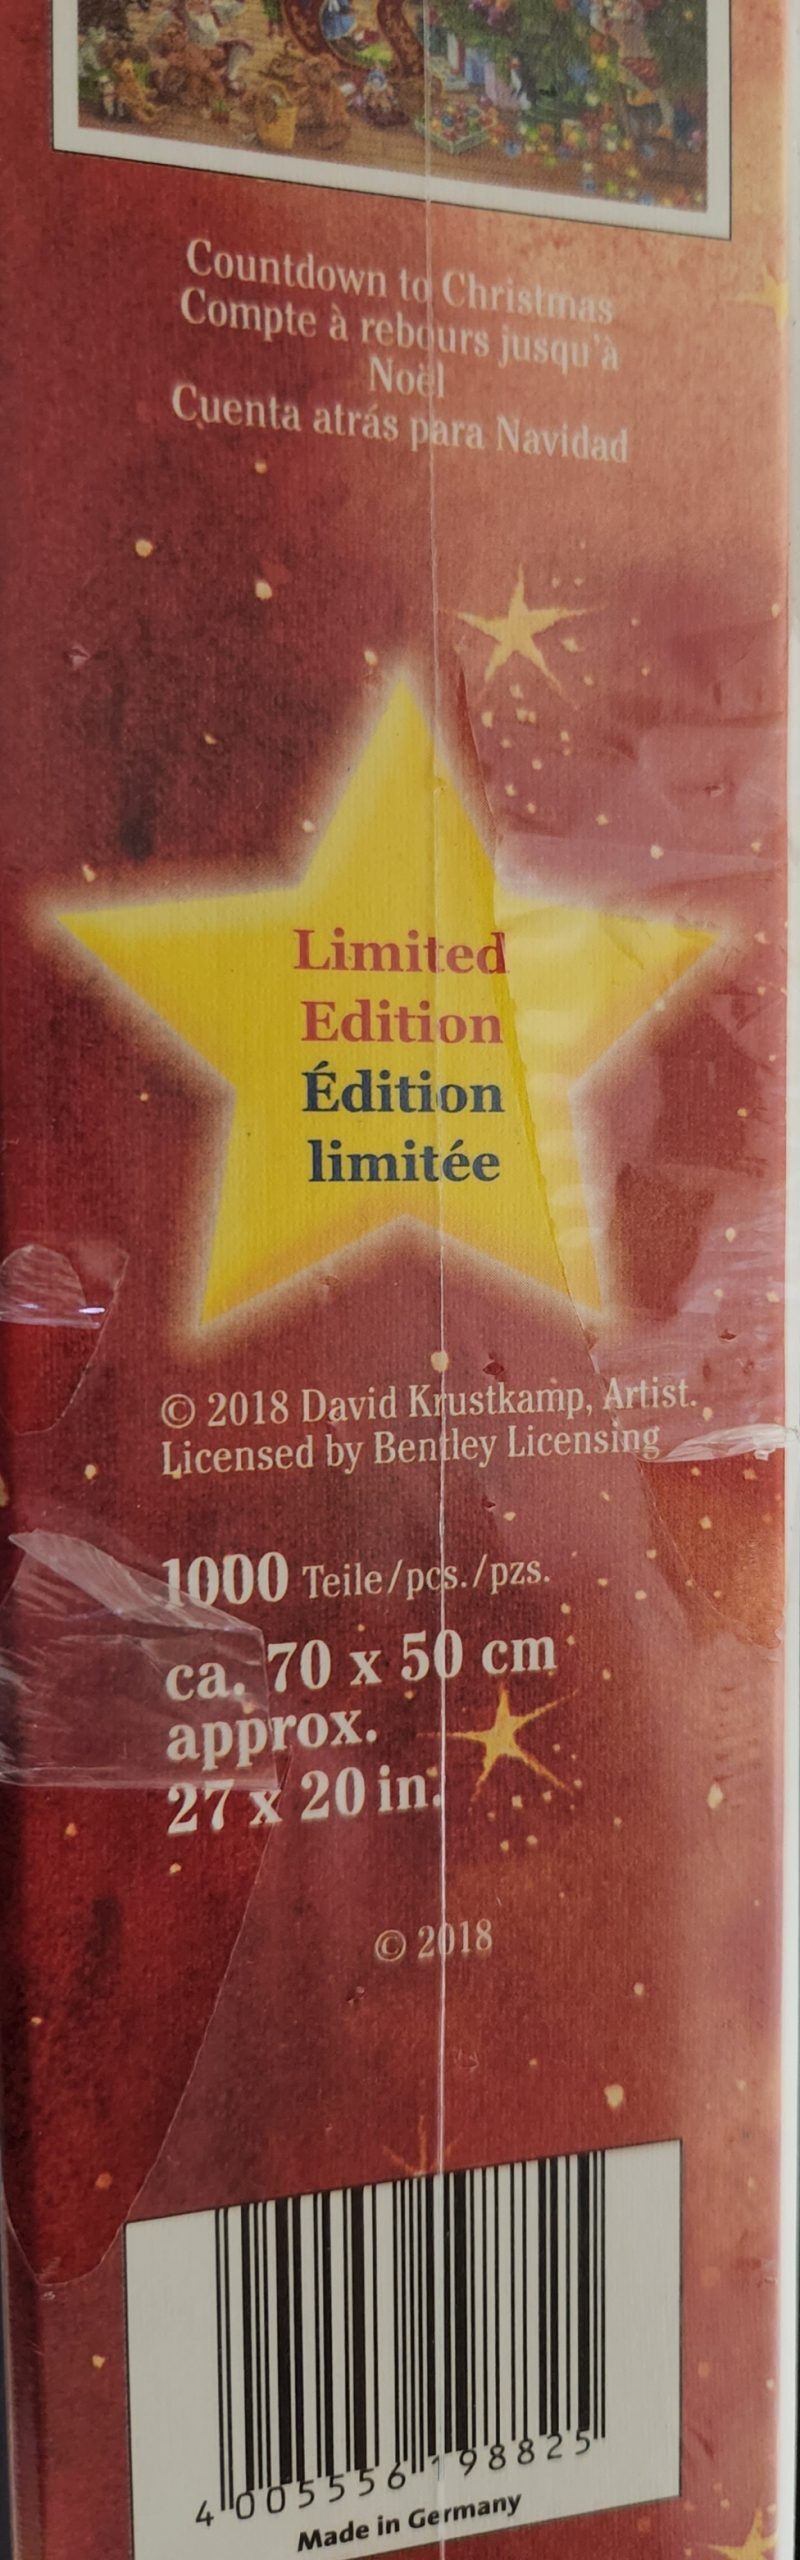 Countdown to Christmas
Compte à rebours jusqu'à
Noël
Cuenta atrás para Navidad
Limited
Edition
Édition
limitée
© 2018 David Krustkamp, Artist.
Licensed by Bentley Licensing
1000 Teile/pcs./pzs.
ca. 70 x 50 cm
approx.
27 x 20 in.
© 2018
4 005556 198825
Made in Germany